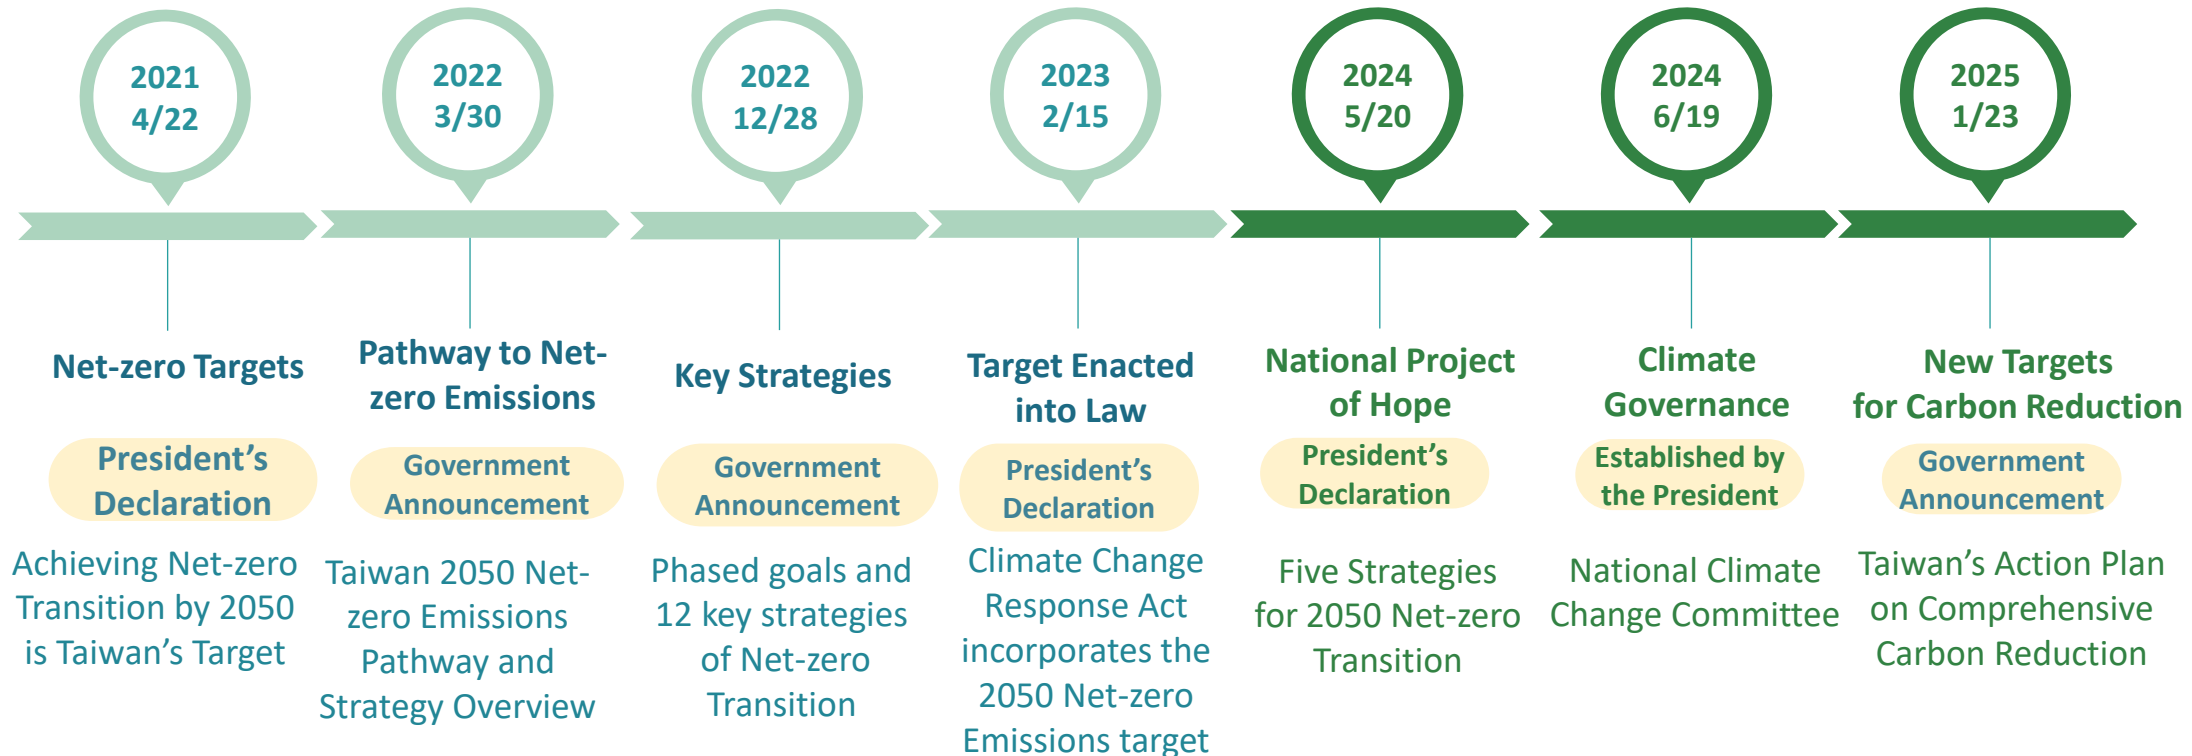 2021
4/22
2022
3/30
2022
12/28
2023
2/15
2024
5/20
2024
6/19
2025
1/23
Net-zero Targets
President’s
Declaration
Achieving Net-zero
Transition by 2050
is Taiwan’s Target
Pathway to Net-
zero Emissions
Government
Announcement
Taiwan 2050 Net-
zero Emissions
Pathway and
Strategy Overview
Key Strategies
Government
Announcement
Phased goals and
12 key strategies
of Net-zero
Transition
Target Enacted
into Law
President’s
Declaration
Climate Change
Response Act
incorporates the
2050 Net-zero
Emissions target
National Project
of Hope
President’s
Declaration
Five Strategies
for 2050 Net-zero
Transition
Climate
Governance
Established by
the President
National Climate
Change Committee
New Targets
for Carbon Reduction
Government
Announcement
Taiwan’s Action Plan
on Comprehensive
Carbon Reduction